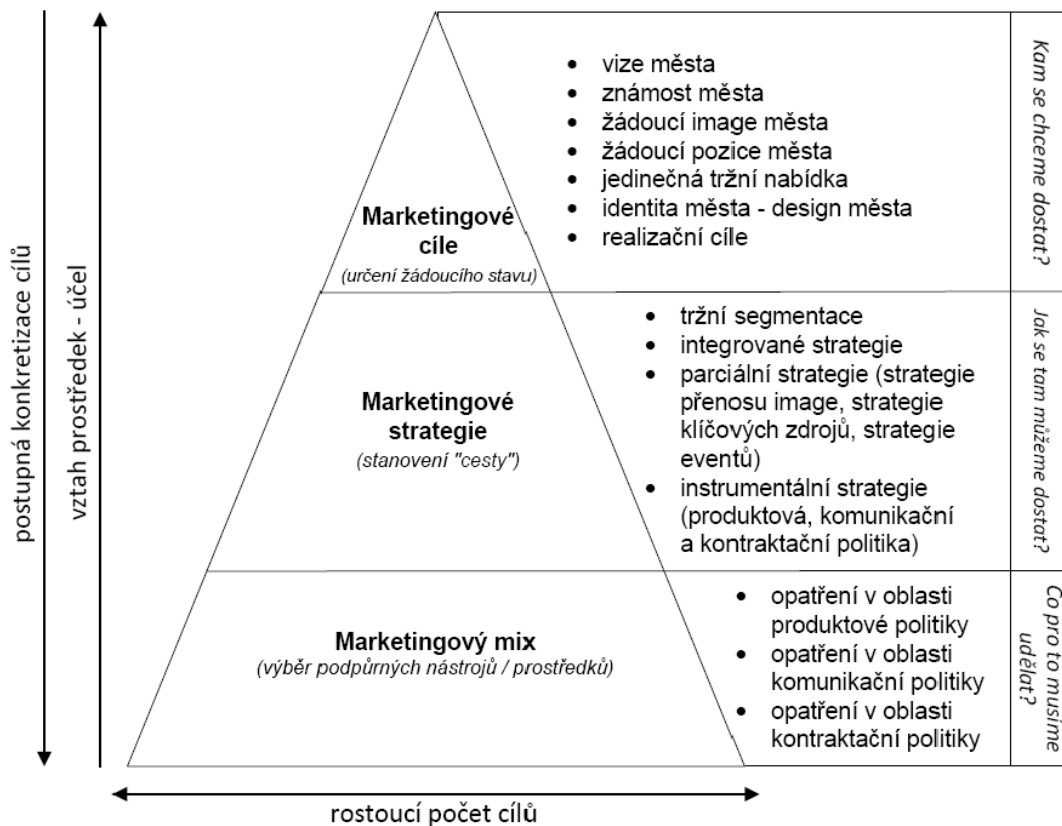 postupná konkretizace cílů
vztah prostředek - účel
Marketingové
cíle
(určení žádoucího stavu)
• vize města
• známost města
• žádoucí image města
• žádoucí pozice města
• jedinečná tržní nabídka
• identita města - design města
• realizační cíle
Kam se chceme dostat?
Marketingové
strategie
(stanovení "cesty")
• tržní segmentace
• integrované strategie
• parciální strategie (strategie
přenosu image, strategie
klíčových zdrojů, strategie
eventů)
• instrumentální strategie
(produktová, komunikační
a kontraktační politika)
Jak se tam můžeme dostat?
Marketingový mix
(výběr podpůrných nástrojů / prostředků)
• opatření v oblasti
produktové politiky
• opatření v oblasti
komunikační politiky
• opatření v oblasti
kontraktační politiky
Co pro to musíme
udělat?
rostoucí počet cílů